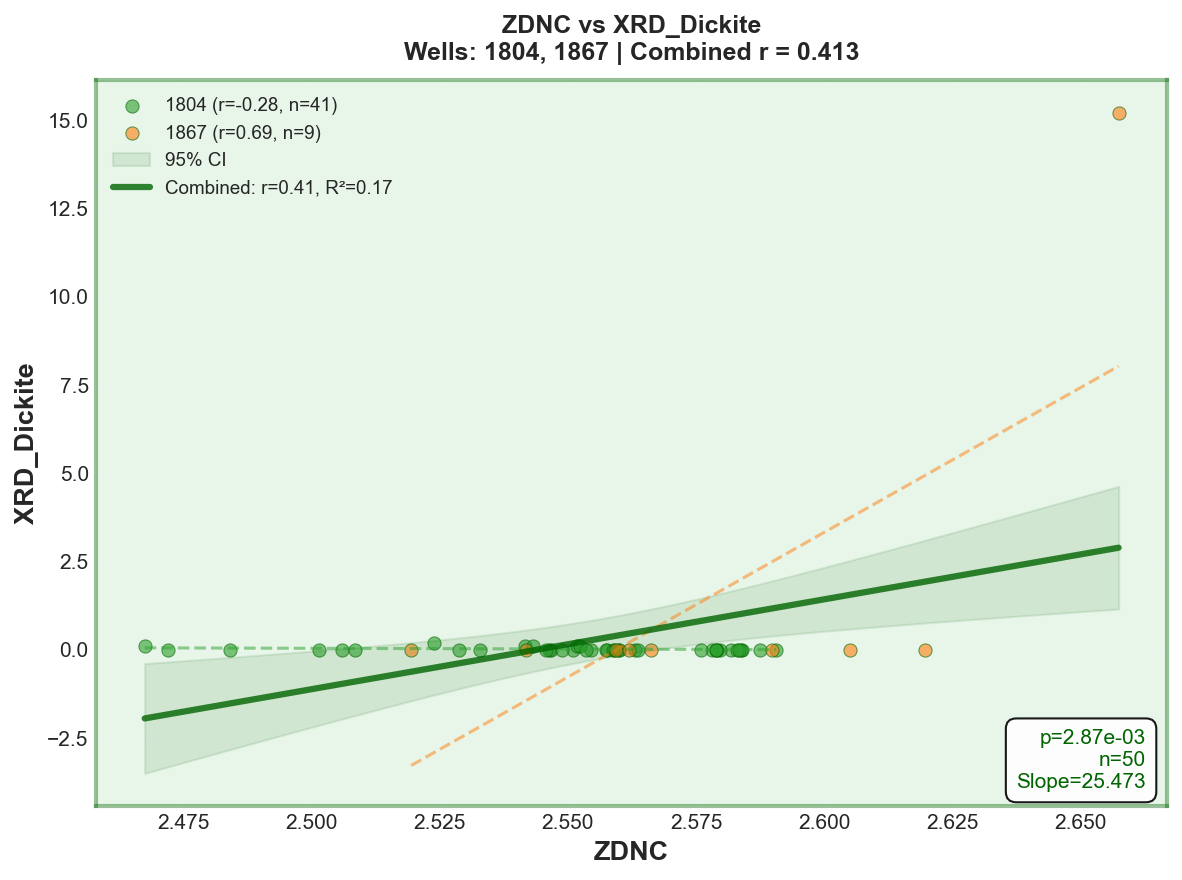 ZDNC vs XRD_Dickite
Wells: 1804, 1867 | Combined r = 0.413
1804 (r=-0.28, n=41)
1867 (r=0.69, n=9)
95% CI
Combined: r=0.41, R²=0.17
XRD_Dickite
15.0
12.5
10.0
7.5
5.0
2.5
0.0
−2.5
p=2.87e-03
n=50
Slope=25.473
2.475 2.500 2.525 2.550 2.575 2.600 2.625 2.650
ZDNC